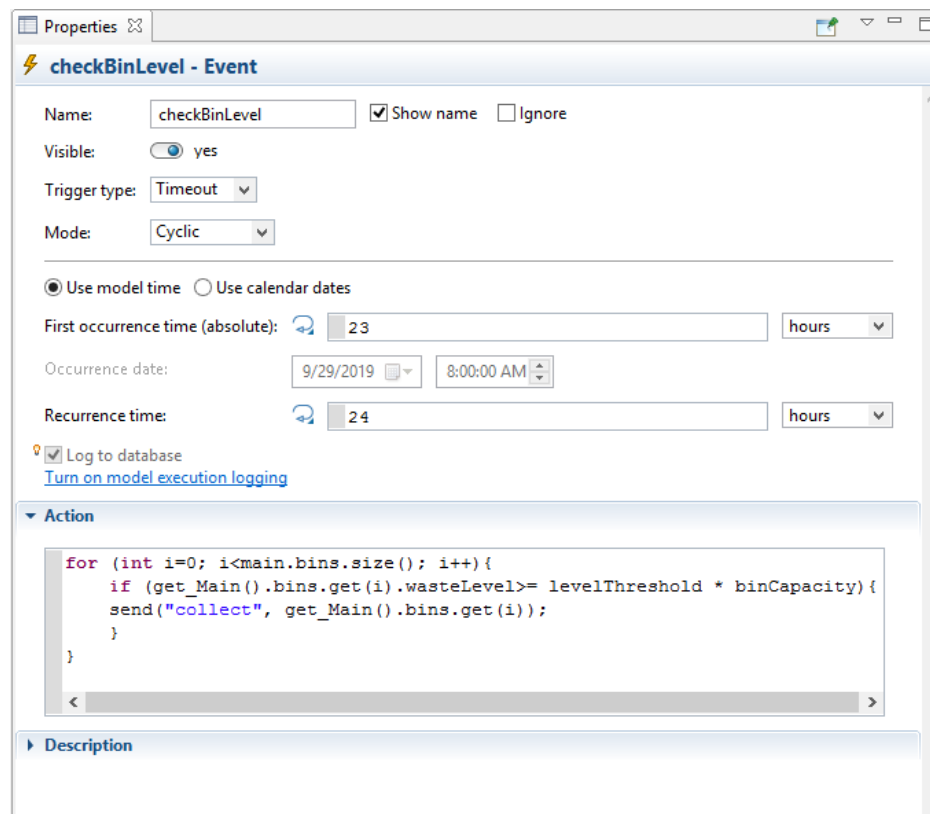 Properties
checkBinLevel - Event
Name: checkBinLevel Show name Ignore
Visible: yes
Trigger type: Timeout
Mode: Cyclic
Use model time Use calendar dates
First occurrence time (absolute): 23 hours
Occurrence date: 9/29/2019 8:00:00 AM
Recurrence time: 24 hours
Log to database
Turn on model execution logging
Action
for (int i=0; i<main.bins.size(); i++){
if (get_Main().bins.get(i).wasteLevel>= levelThreshold * binCapacity){
send("collect", get_Main().bins.get(i));
}
}
Description